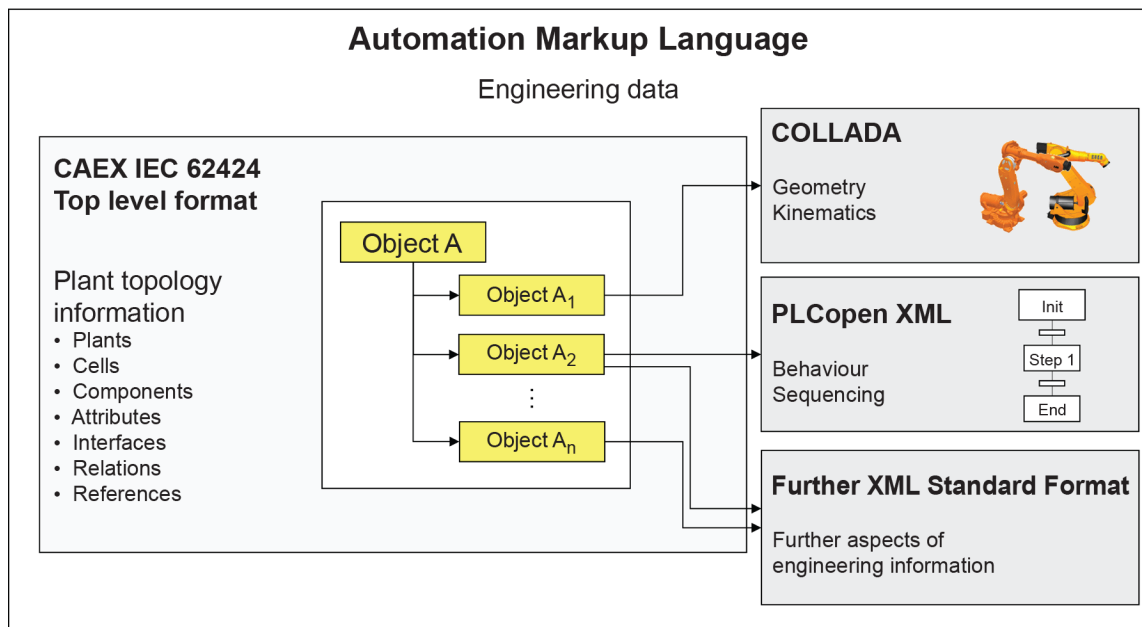 Automation Markup Language
Engineering data
CAEX IEC 62424
Top level format
Plant topology
information
• Plants
• Cells
• Components
• Attributes
• Interfaces
• Relations
• References
Object A
Object A₁
Object A₂
⋮
Object Aₙ
COLLADA
Geometry
Kinematics
PLCopen XML
Behaviour
Sequencing
Init
Step 1
End
Further XML Standard Format
Further aspects of
engineering information